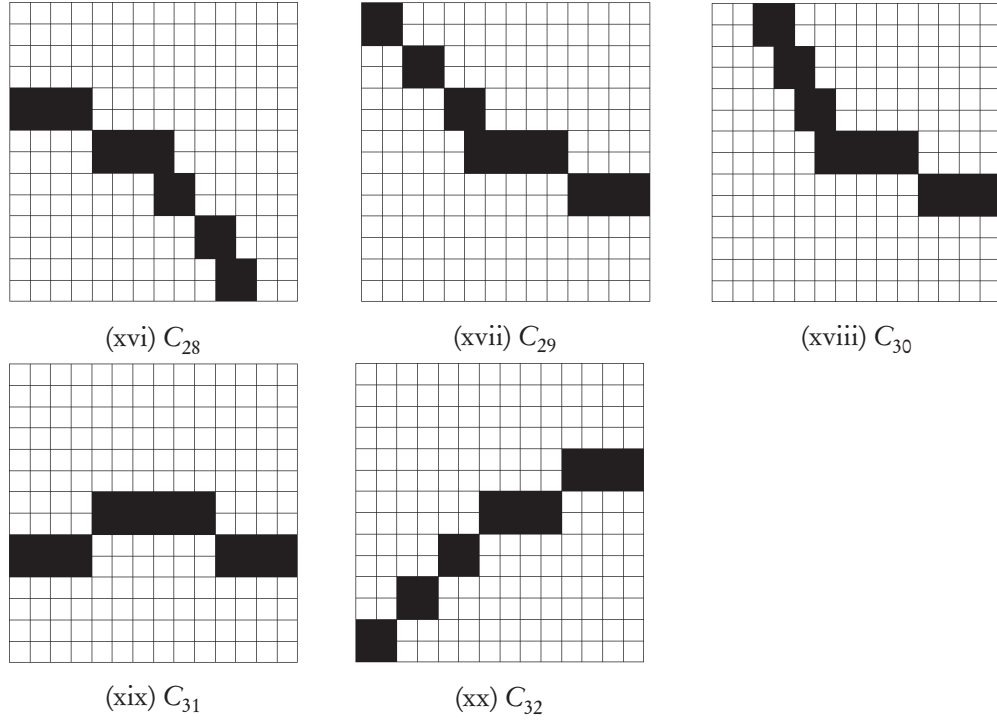 (xvi) C28
(xvii) C29
(xviii) C30
(xix) C31
(xx) C32